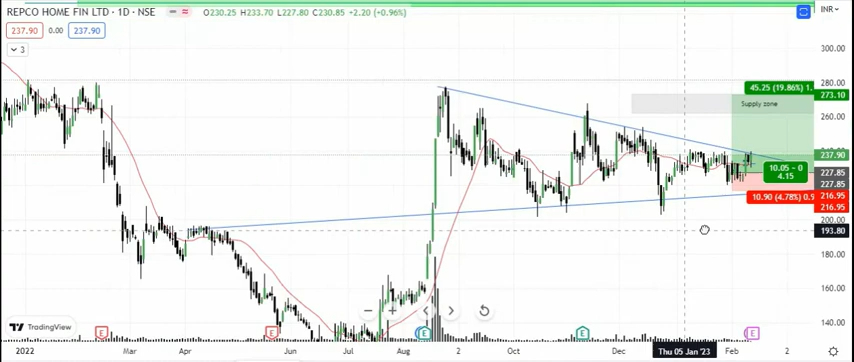 REPCO HOME FIN LTD · 1D · NSE
O230.25 H233.70 L227.80 C230.85 +2.20 (+0.96%)
INR
237.90 0.00 237.90
3
300.00
280.00
45.25 (19.86%) 1.
273.10
Supply zone
260.00
237.90
10.05 ~ 0
4.15
227.85
227.85
216.95
10.90 (4.78%) 0.5
216.95
193.80
180.00
160.00
140.00
TradingView
E
E
E
E
E
2022
Mar
Apr
Jun
Jul
Aug
2
Oct
Dec
Thu 05 Jan '23
Feb
2